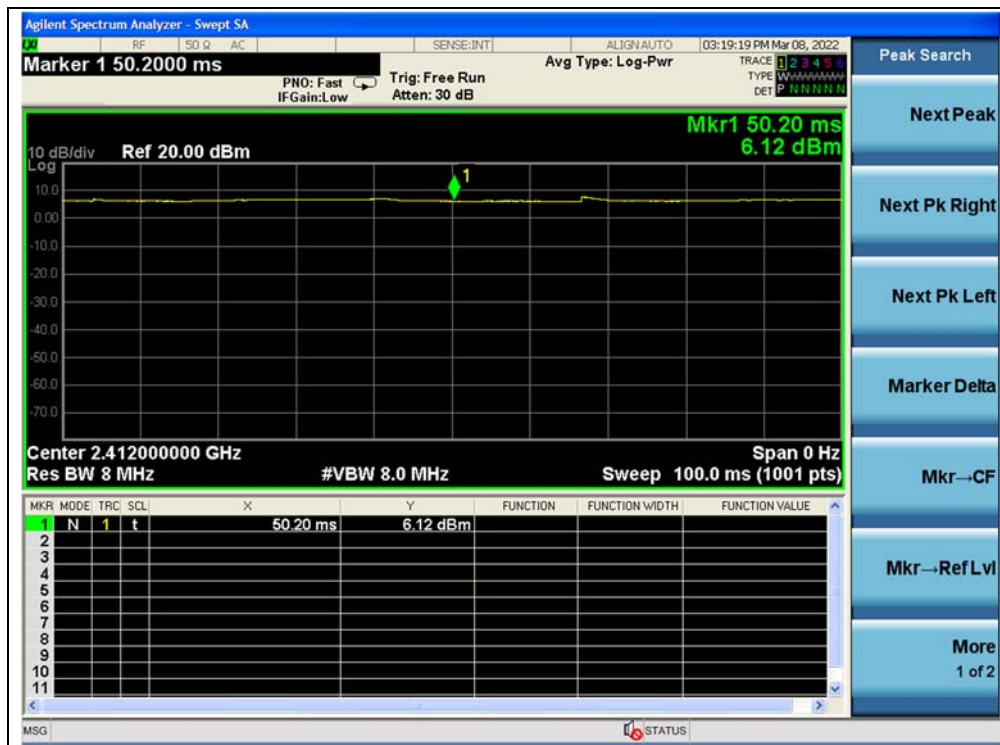 Agilent Spectrum Analyzer - Swept SA
LXI RF 50 Ω AC SENSE:INT ALIGN AUTO 03:19:19 PM Mar 08, 2022
Marker 1 50.2000 ms
PNO: Fast
IFGain:Low
Trig: Free Run
Atten: 30 dB
Avg Type: Log-Pwr
TRACE 1 2 3 4 5 6
TYPE W
DET P N N N N N
Peak Search
Next Peak
Next Pk Right
Next Pk Left
Marker Delta
Mkr→CF
Mkr→Ref Lvl
More
1 of 2
Mkr1 50.20 ms
6.12 dBm
10 dB/div Ref 20.00 dBm
Log
1
10.0
0.00
-10.0
-20.0
-30.0
-40.0
-50.0
-60.0
-70.0
Center 2.412000000 GHz Span 0 Hz
Res BW 8 MHz #VBW 8.0 MHz Sweep 100.0 ms (1001 pts)
MKR MODE TRC SCL X Y FUNCTION FUNCTION WIDTH FUNCTION VALUE
1 N 1 t 50.20 ms 6.12 dBm
2
3
4
5
6
7
8
9
10
11
MSG STATUS